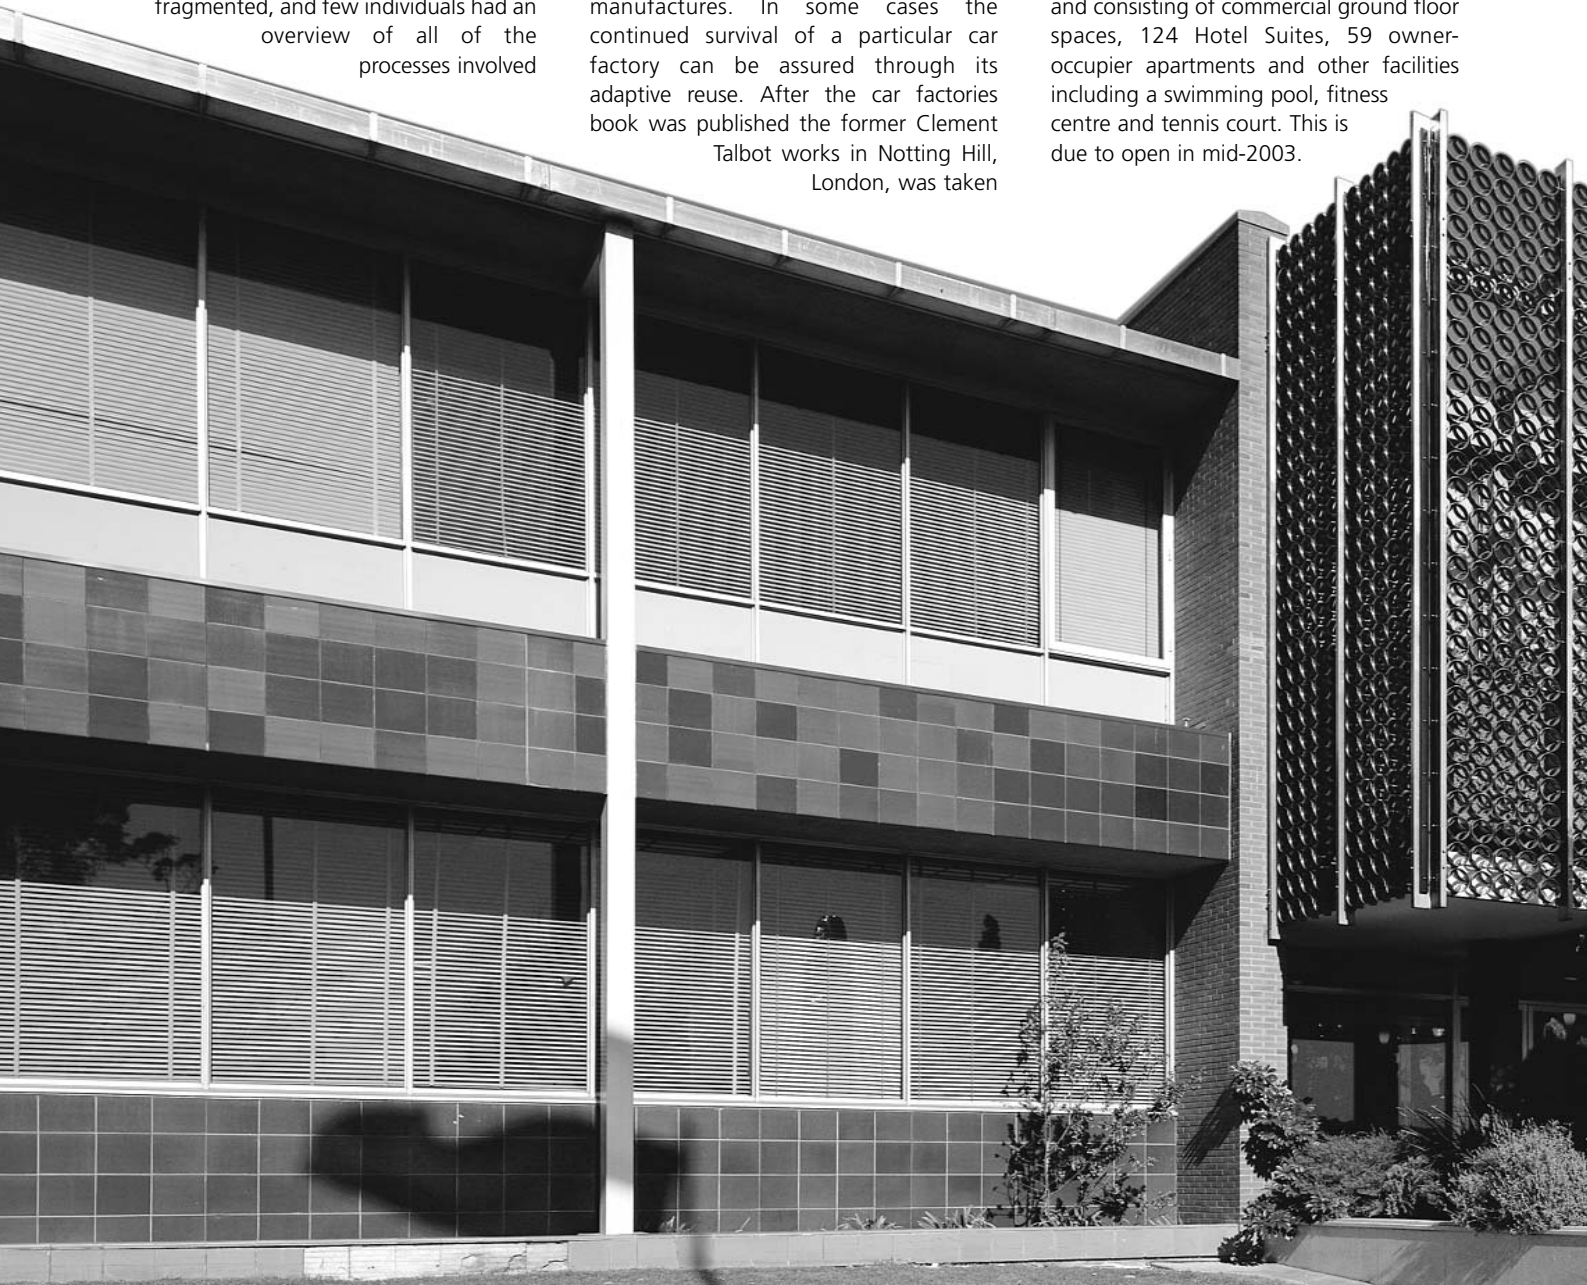 fragmented, and few individuals had an
overview of all of the
processes involved
manufactures. In some cases the
continued survival of a particular car
factory can be assured through its
adaptive reuse. After the car factories
book was published the former Clement
Talbot works in Notting Hill,
London, was taken
and consisting of commercial ground floor
spaces, 124 Hotel Suites, 59 owner-
occupier apartments and other facilities
including a swimming pool, fitness
centre and tennis court. This is
due to open in mid-2003.